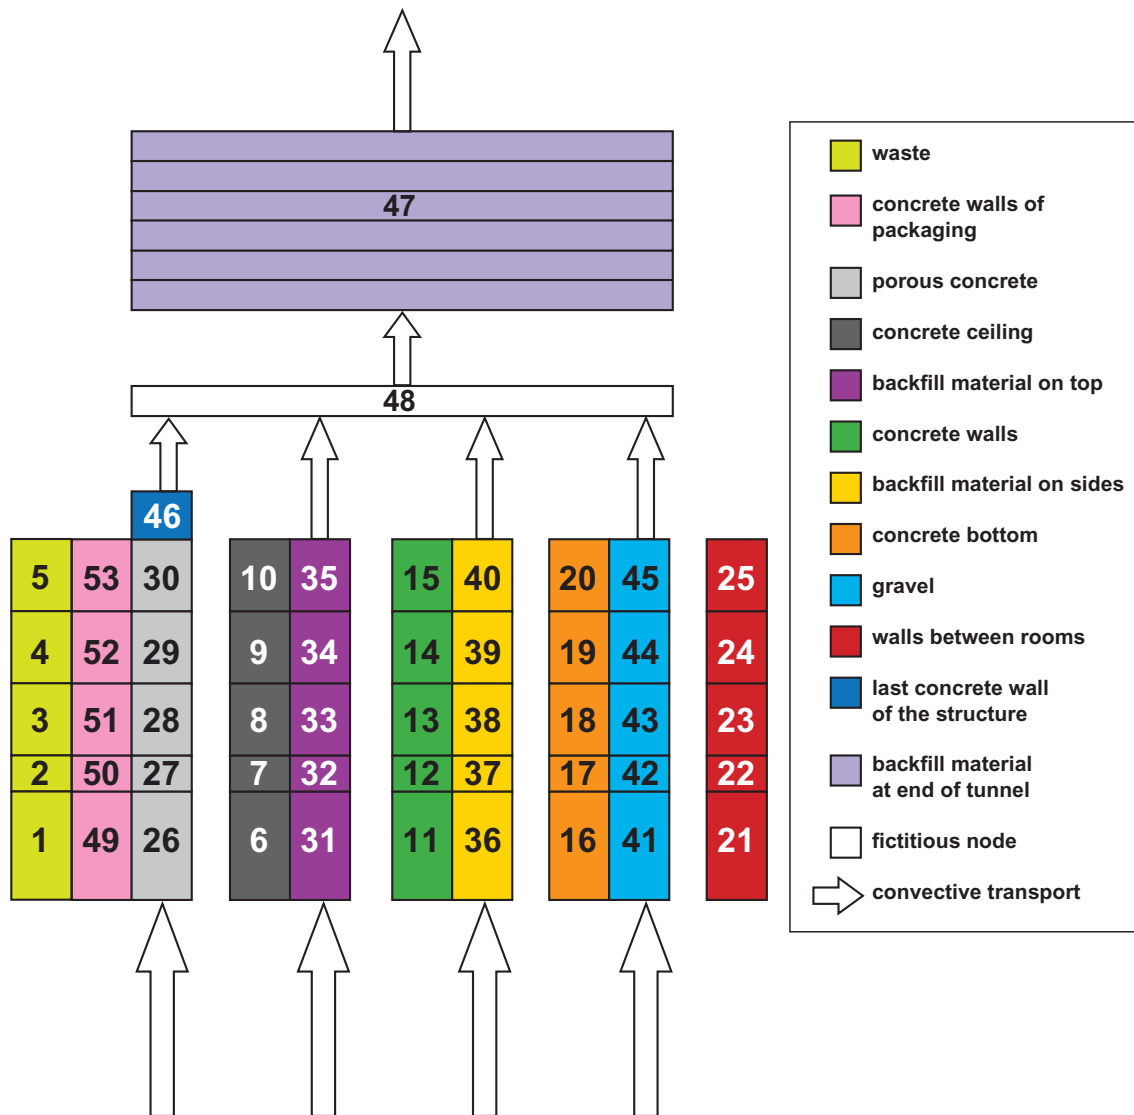 47
48
46
5 53 30 10 35 15 40 20 45 25
4 52 29 9 34 14 39 19 44 24
3 51 28 8 33 13 38 18 43 23
2 50 27 7 32 12 37 17 42 22
1 49 26 6 31 11 36 16 41 21
waste
concrete walls of
packaging
porous concrete
concrete ceiling
backfill material on top
concrete walls
backfill material on sides
concrete bottom
gravel
walls between rooms
last concrete wall
of the structure
backfill material
at end of tunnel
fictitious node
convective transport